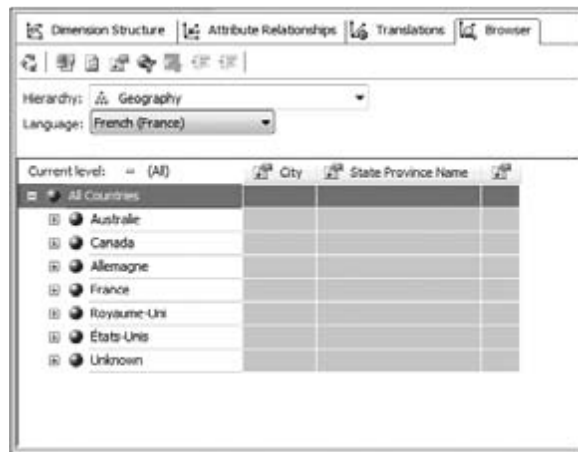 Dimension Structure Attribute Relationships Translations Browser
Hierarchy: Geography
Language: French (France)
Current level: (All) City State Province Name
All Countries
Australie
Canada
Allemagne
France
Royaume-Uni
États-Unis
Unknown